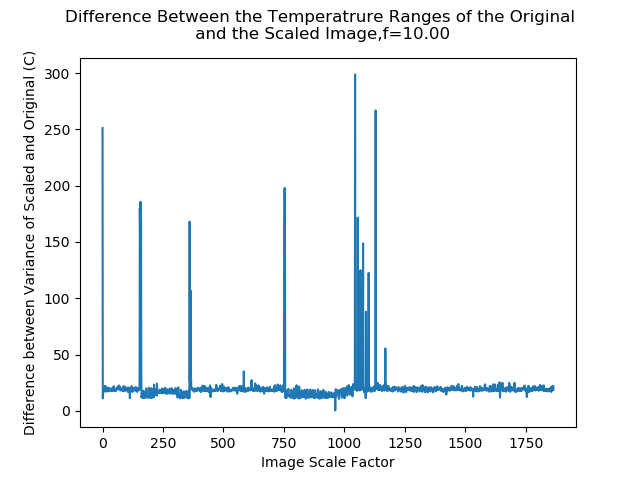 Difference Between the Temperatrure Ranges of the Original
and the Scaled Image,f=10.00
Difference between Variance of Scaled and Original (C)
300
250
200
150
100
50
0
0 250 500 750 1000 1250 1500 1750
Image Scale Factor